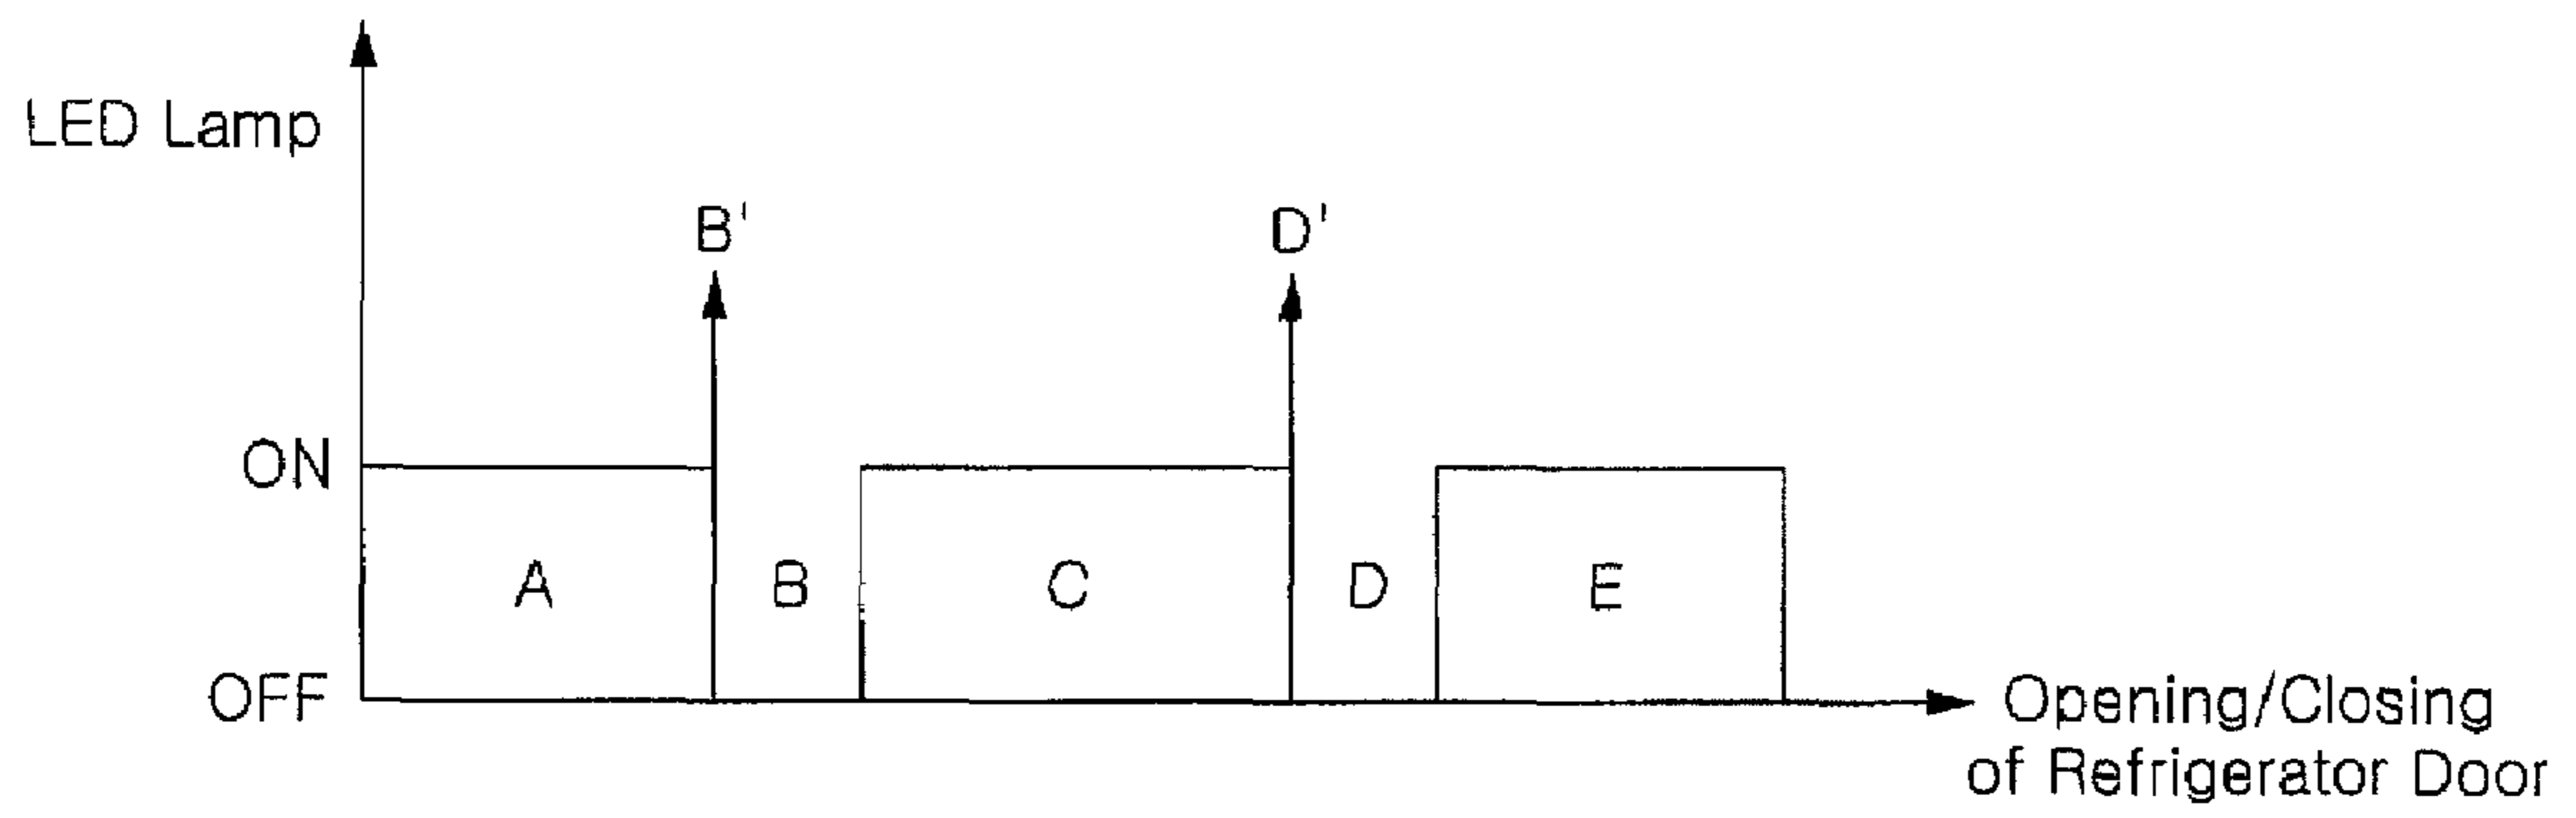 LED Lamp
B'
D'
ON
A
B
C
D
E
OFF
Opening/Closing
of Refrigerator Door